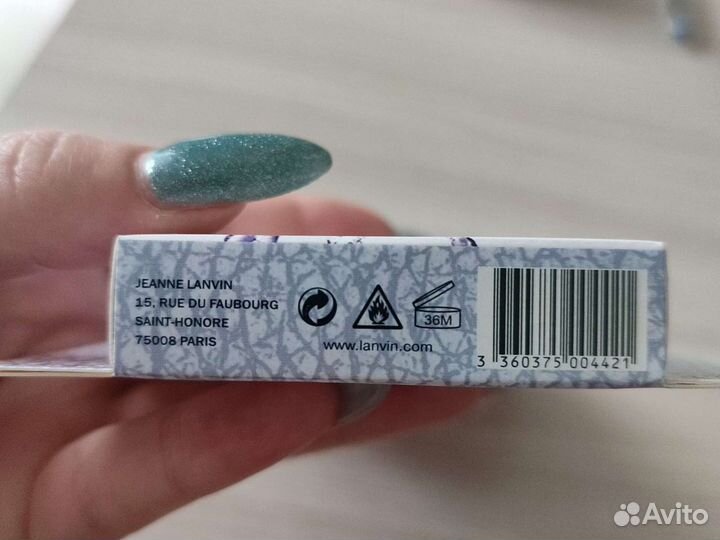 JEANNE LANVIN
15, RUE DU FAUBOURG
SAINT-HONORE
75008 PARIS
36M
www.lanvin.com
3 360375 004421
Avito